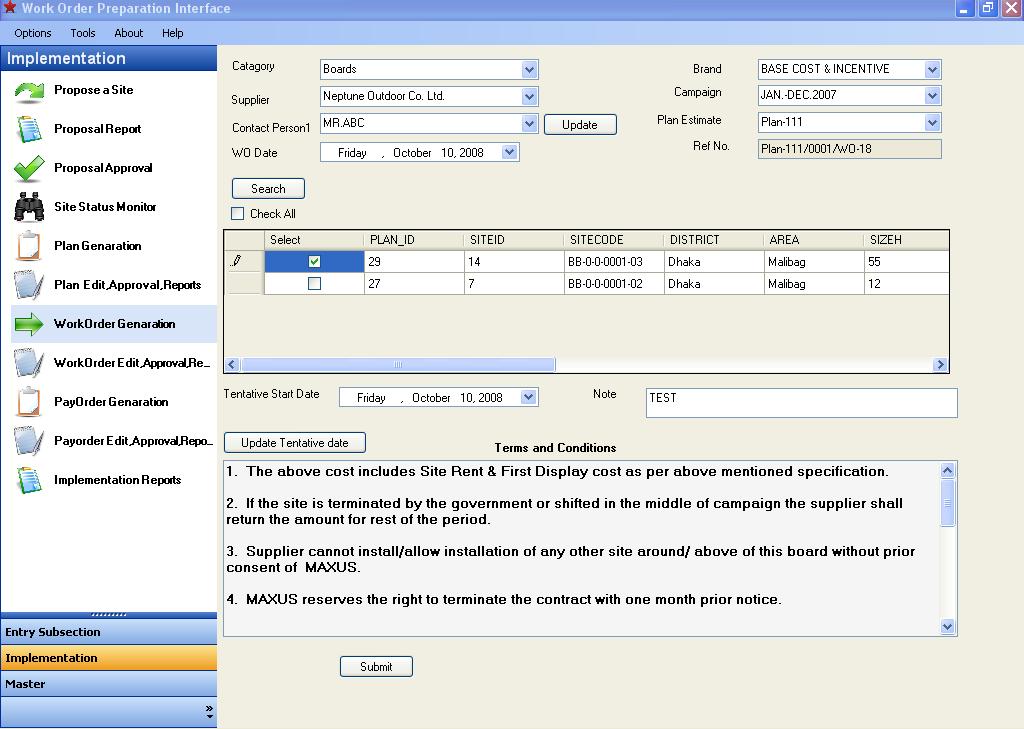 Work Order Preparation Interface
Options Tools About Help
Implementation
Propose a Site
Proposal Report
Proposal Approval
Site Status Monitor
Plan Genaration
Plan Edit,Approval,Reports
WorkOrder Genaration
WorkOrder Edit,Approval,Re...
PayOrder Genaration
Payorder Edit,Approval,Repo...
Implementation Reports
Entry Subsection
Implementation
Master
»
Catagory Boards
Supplier Neptune Outdoor Co. Ltd.
Contact Person1 MR.ABC Update
WO Date Friday , October 10, 2008
Brand BASE COST & INCENTIVE
Campaign JAN.-DEC.2007
Plan Estimate Plan-111
Ref No. Plan-111/0001/WO-18
Search
Check All
Select PLAN_ID SITEID SITECODE DISTRICT AREA SIZEH
29 14 BB-0-0-0001-03 Dhaka Malibag 55
27 7 BB-0-0-0001-02 Dhaka Malibag 12
Tentative Start Date Friday , October 10, 2008 Note TEST
Update Tentative date
Terms and Conditions
1. The above cost includes Site Rent & First Display cost as per above mentioned specification.
2. If the site is terminated by the government or shifted in the middle of campaign the supplier shall
return the amount for rest of the period.
3. Supplier cannot install/allow installation of any other site around/ above of this board without prior
consent of MAXUS.
4. MAXUS reserves the right to terminate the contract with one month prior notice.
Submit